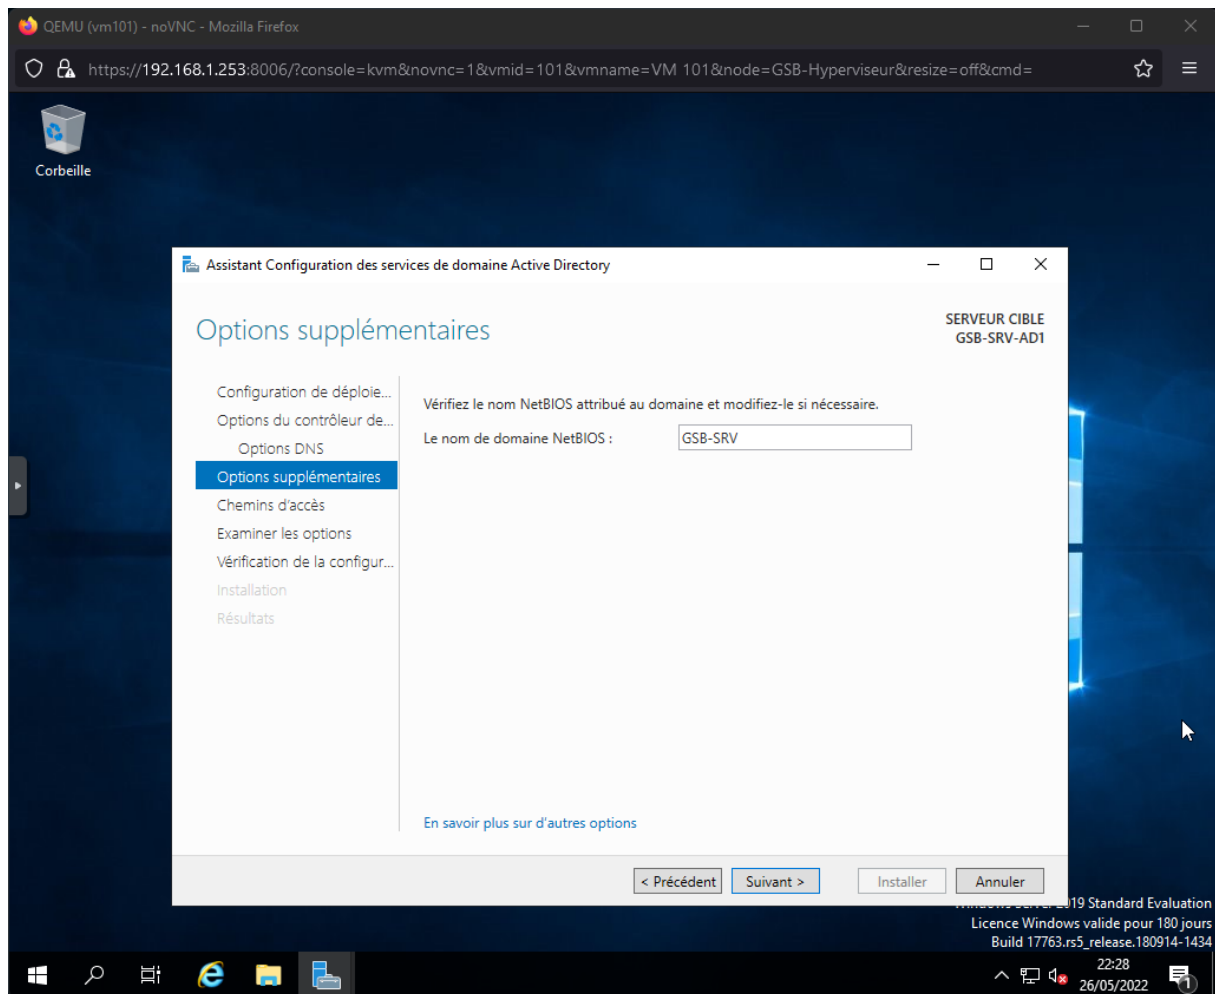 QEMU (vm101) - noVNC - Mozilla Firefox
https://192.168.1.253:8006/?console=kvm&novnc=1&vmid=101&vmname=VM 101&node=GSB-Hyperviseur&resize=off&cmd=
Corbeille
Assistant Configuration des services de domaine Active Directory
Options supplémentaires
SERVEUR CIBLE
GSB-SRV-AD1
Configuration de déploie...
Options du contrôleur de...
Options DNS
Options supplémentaires
Chemins d'accès
Examiner les options
Vérification de la configur...
Installation
Résultats
Vérifiez le nom NetBIOS attribué au domaine et modifiez-le si nécessaire.
Le nom de domaine NetBIOS : GSB-SRV
En savoir plus sur d'autres options
< Précédent Suivant > Installer Annuler
19 Standard Evaluation
Licence Windows valide pour 180 jours
Build 17763.rs5_release.180914-1434
22:28
26/05/2022
1